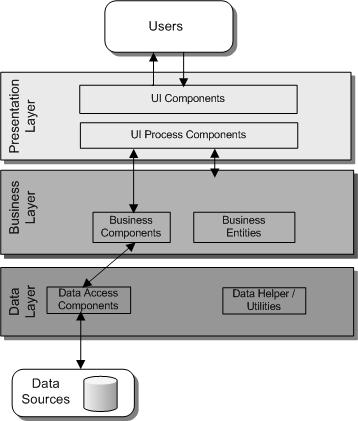 Users
Presentation
Layer
UI Components
UI Process Components
Business
Layer
Business
Components
Business
Entities
Data
Layer
Data Access
Components
Data Helper /
Utilities
Data
Sources